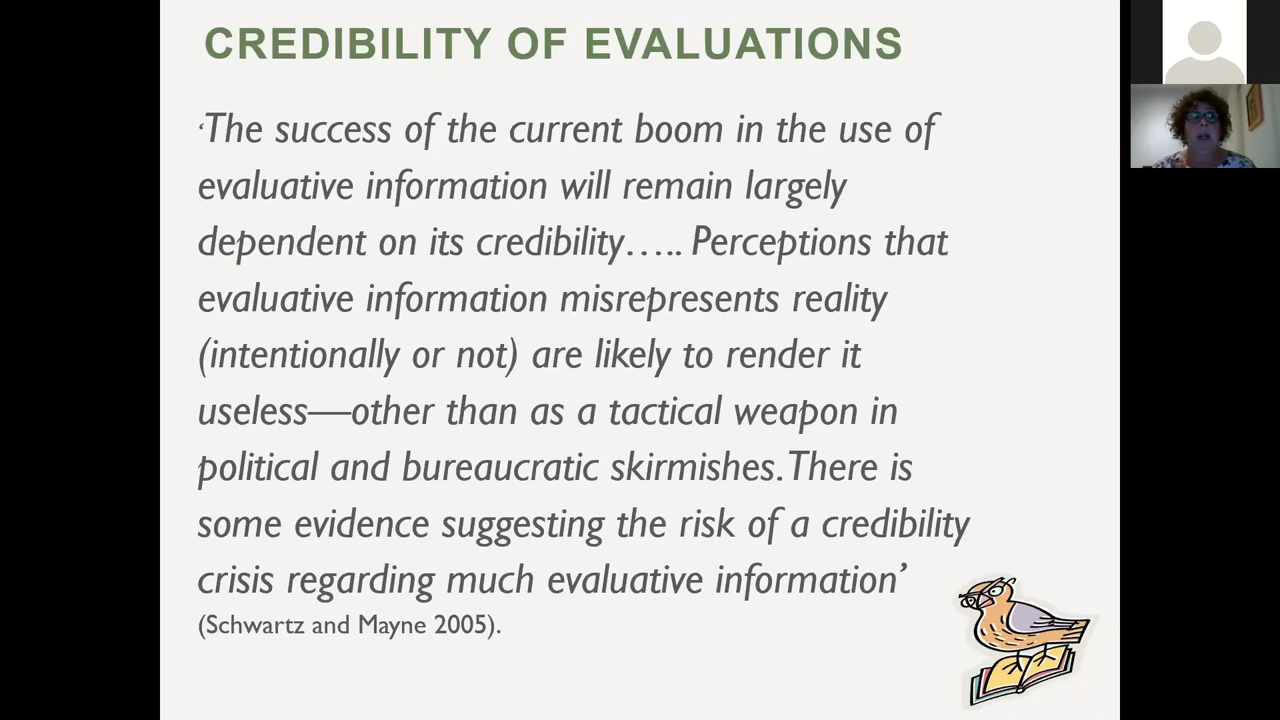 CREDIBILITY OF EVALUATIONS
‘The success of the current boom in the use of
evaluative information will remain largely
dependent on its credibility….. Perceptions that
evaluative information misrepresents reality
(intentionally or not) are likely to render it
useless—other than as a tactical weapon in
political and bureaucratic skirmishes. There is
some evidence suggesting the risk of a credibility
crisis regarding much evaluative information’
(Schwartz and Mayne 2005).